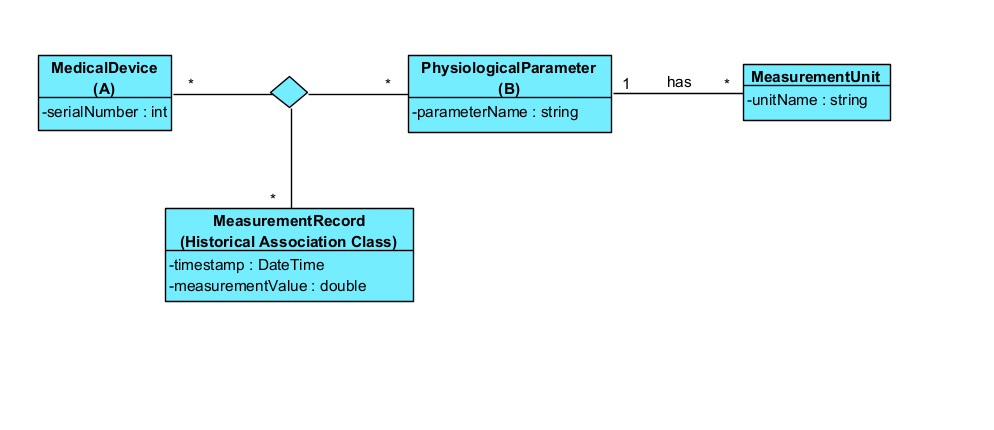 MedicalDevice
(A)
-serialNumber : int
*
*
PhysiologicalParameter
(B)
-parameterName : string
1
has
*
MeasurementUnit
-unitName : string
*
MeasurementRecord
(Historical Association Class)
-timestamp : DateTime
-measurementValue : double